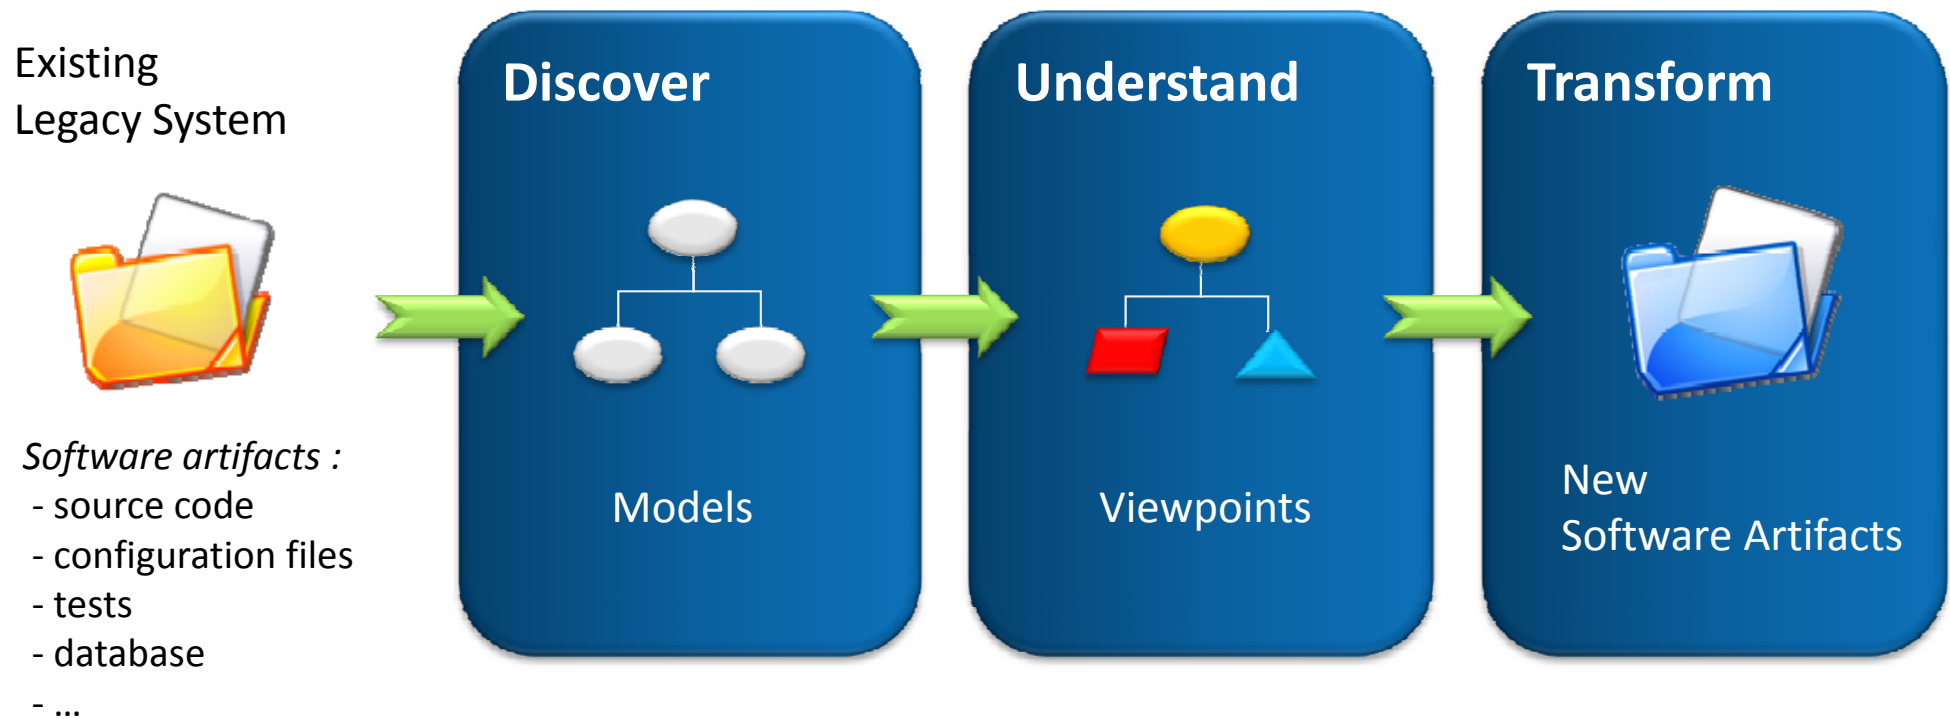 Existing
Legacy System
Software artifacts :
- source code
- configuration files
- tests
- database
- ...
Discover
Models
Understand
Viewpoints
Transform
New
Software Artifacts